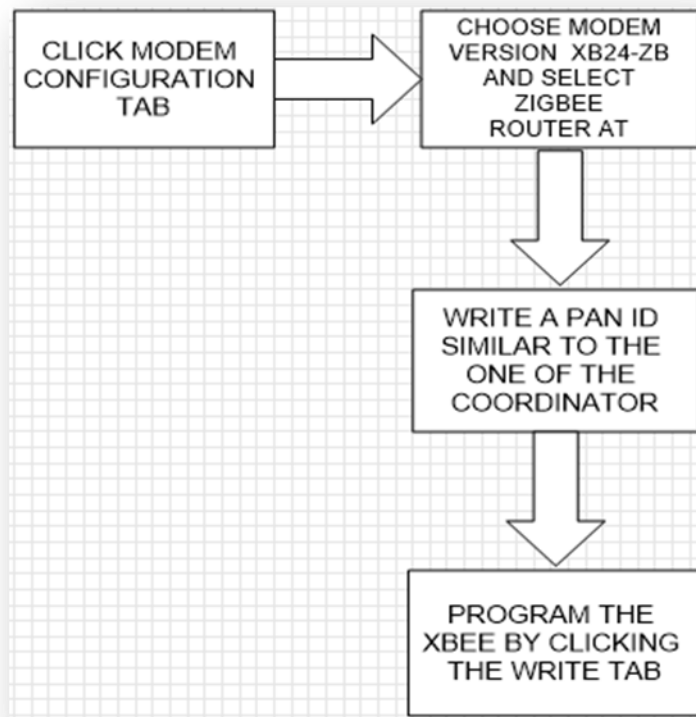 CLICK MODEM
CONFIGURATION
TAB
CHOOSE MODEM
VERSION XB24-ZB
AND SELECT
ZIGBEE
ROUTER AT
WRITE A PAN ID
SIMILAR TO THE
ONE OF THE
COORDINATOR
PROGRAM THE
XBEE BY CLICKING
THE WRITE TAB